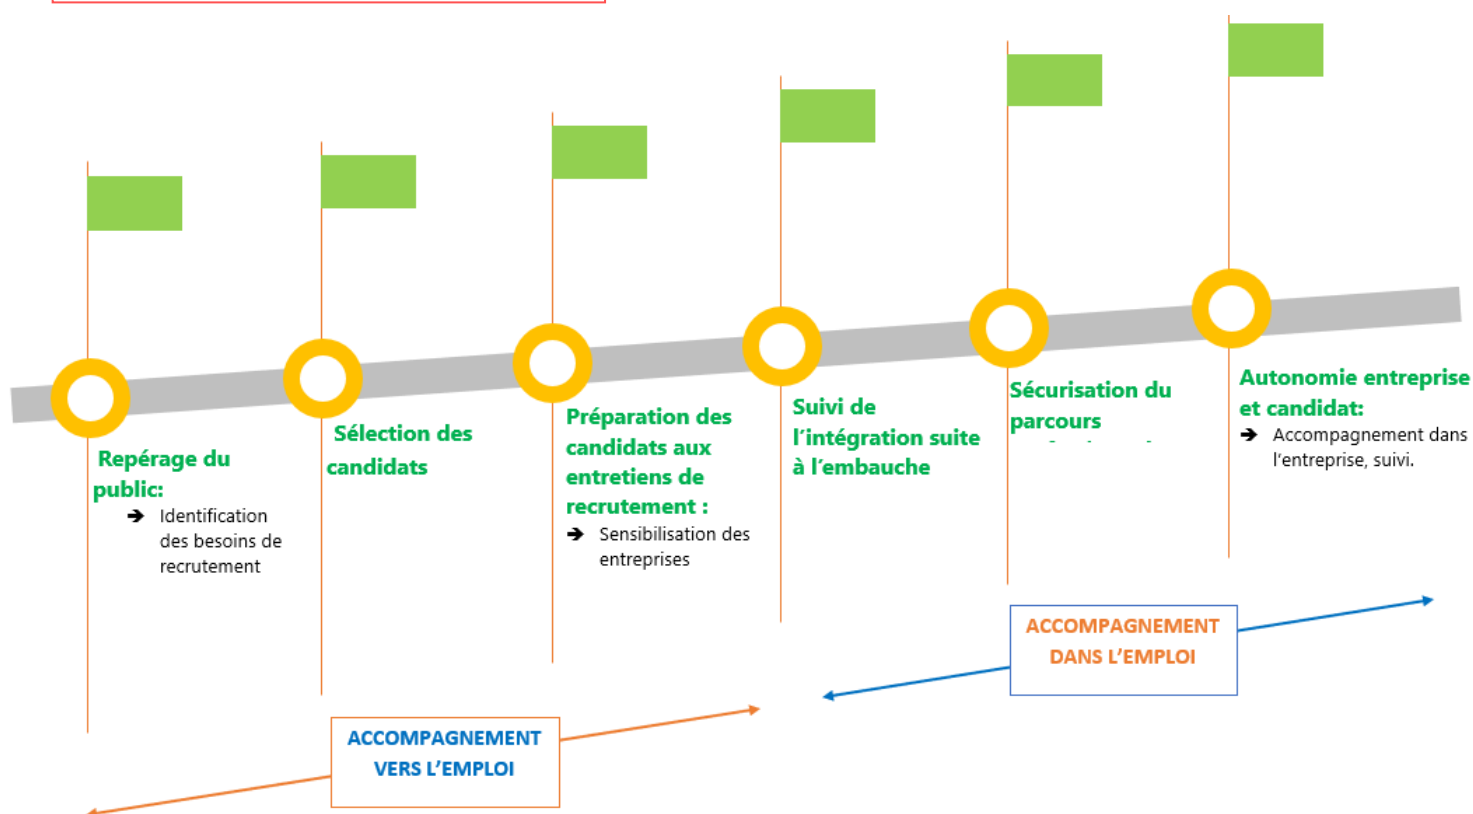 Repérage du
public:
➔ Identification
des besoins de
recrutement
Sélection des
candidats
Préparation des
candidats aux
entretiens de
recrutement :
➔ Sensibilisation des
entreprises
Suivi de
l'intégration suite
à l'embauche
Sécurisation du
parcours
Autonomie entreprise
et candidat:
➔ Accompagnement dans
l'entreprise, suivi.
ACCOMPAGNEMENT
VERS L'EMPLOI
ACCOMPAGNEMENT
DANS L'EMPLOI